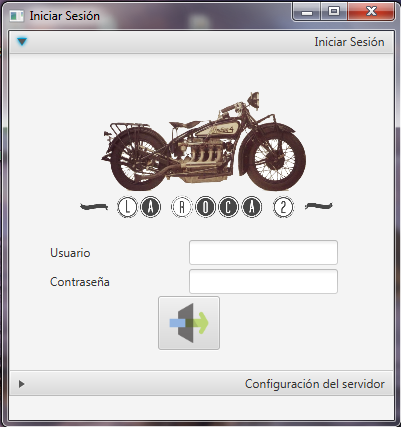 Iniciar Sesión
Iniciar Sesión
LA ROCA 2
Usuario
Contraseña
Configuración del servidor